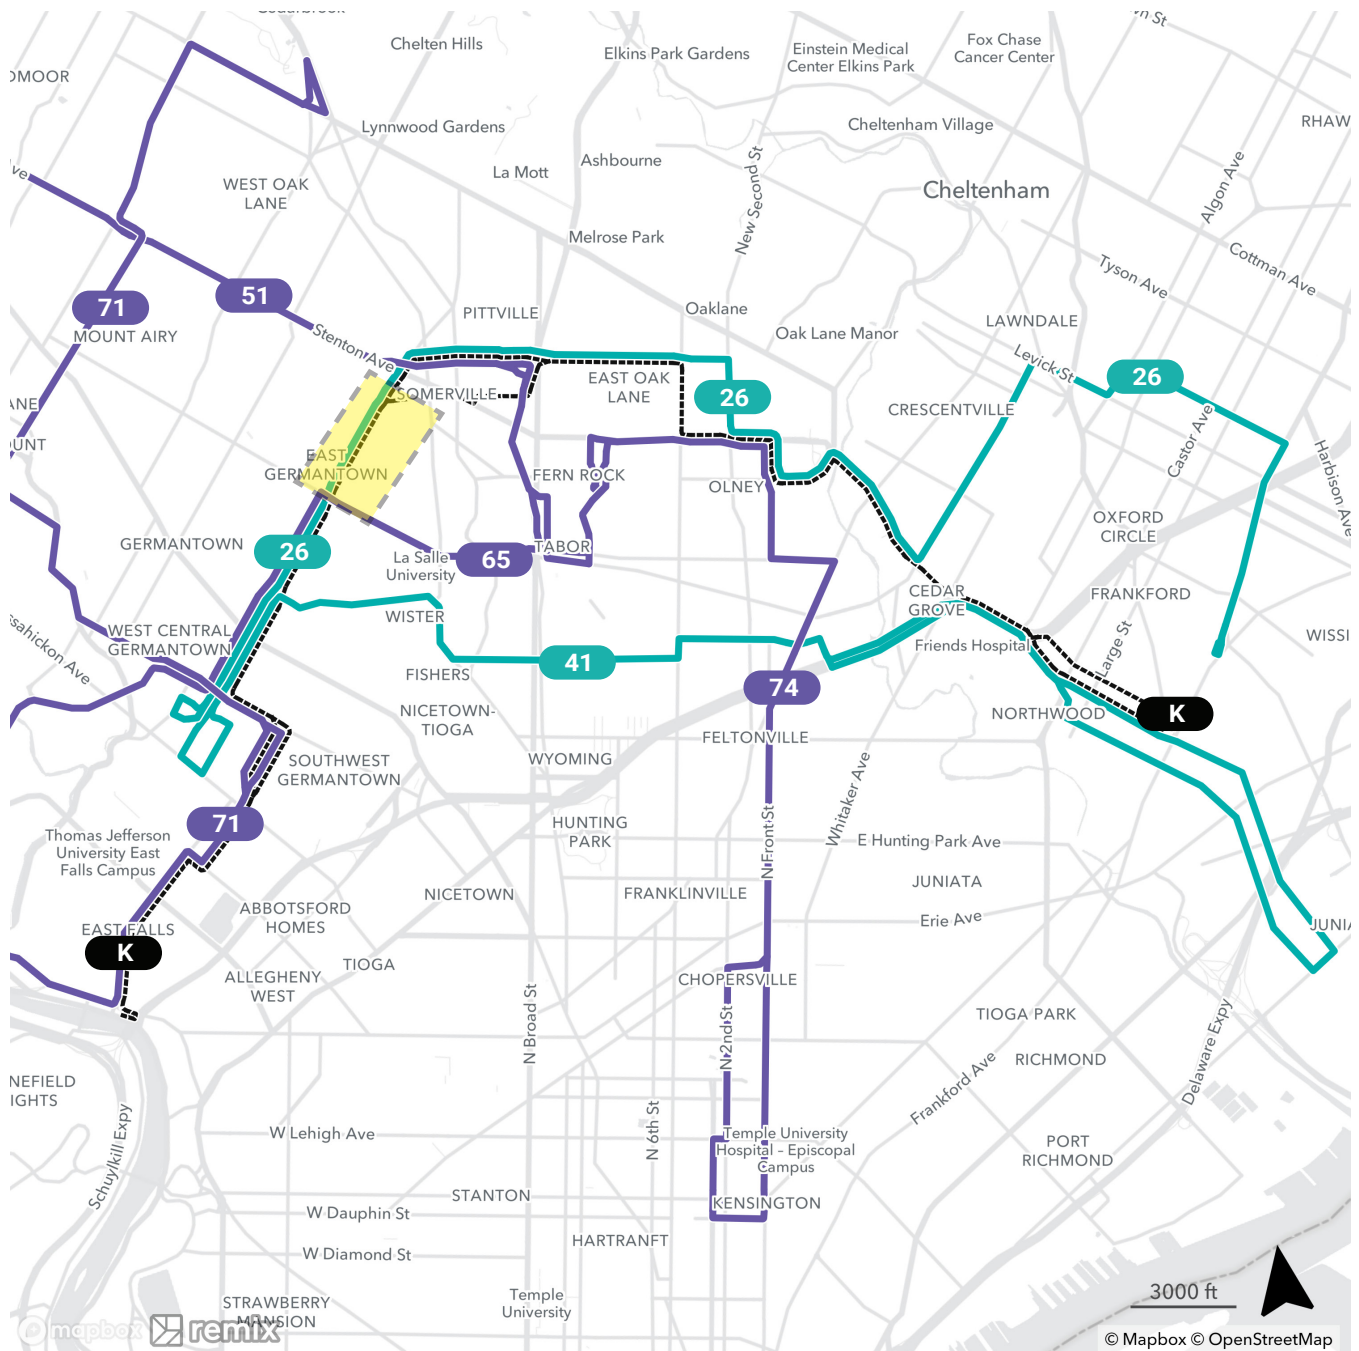 Chelten Hills
Elkins Park Gardens
Einstein Medical
Center Elkins Park
Fox Chase
Cancer Center
Lynnwood Gardens
Cheltenham Village
RHAW
La Mott
Ashbourne
New Second St
WEST OAK
LANE
Cheltenham
Algon Ave
Melrose Park
Tyson Ave
Cottman Ave
71
51
MOUNT AIRY
PITTVILLE
Oaklane
Oak Lane Manor
LAWNDALE
Stenton Ave
Levick St
EAST OAK
LANE
26
26
SOMERVILLE
CRESCENTVILLE
Castor Ave
Harbison Ave
EAST
GERMANTOWN
FERN ROCK
OLNEY
OXFORD
CIRCLE
GERMANTOWN
26
La Salle
University
65
TABOR
CEDAR
GROVE
FRANKFORD
WISTER
WEST CENTRAL
GERMANTOWN
Friends Hospital
Large St
WISSI
41
FISHERS
74
NICETOWN-
TIOGA
NORTHWOOD
K
FELTONVILLE
SOUTHWEST
GERMANTOWN
WYOMING
Whitaker Ave
71
HUNTING
PARK
N Front St
E Hunting Park Ave
Thomas Jefferson
University East
Falls Campus
JUNIATA
NICETOWN
FRANKLINVILLE
ABBOTSFORD
HOMES
Erie Ave
JUNIA
EAST FALLS
K
TIOGA
ALLEGHENY
WEST
CHOPERSVILLE
N Broad St
N 2nd St
TIOGA PARK
Delaware Expy
RICHMOND
Frankford Ave
NEFIELD
IGHTS
Schuylkill Expy
W Lehigh Ave
N 6th St
Temple University
Hospital - Episcopal
Campus
PORT
RICHMOND
STANTON
KENSINGTON
W Dauphin St
HARTRANFT
W Diamond St
Temple
University
STRAWBERRY
MANSION
3000 ft
mapbox remix
© Mapbox © OpenStreetMap